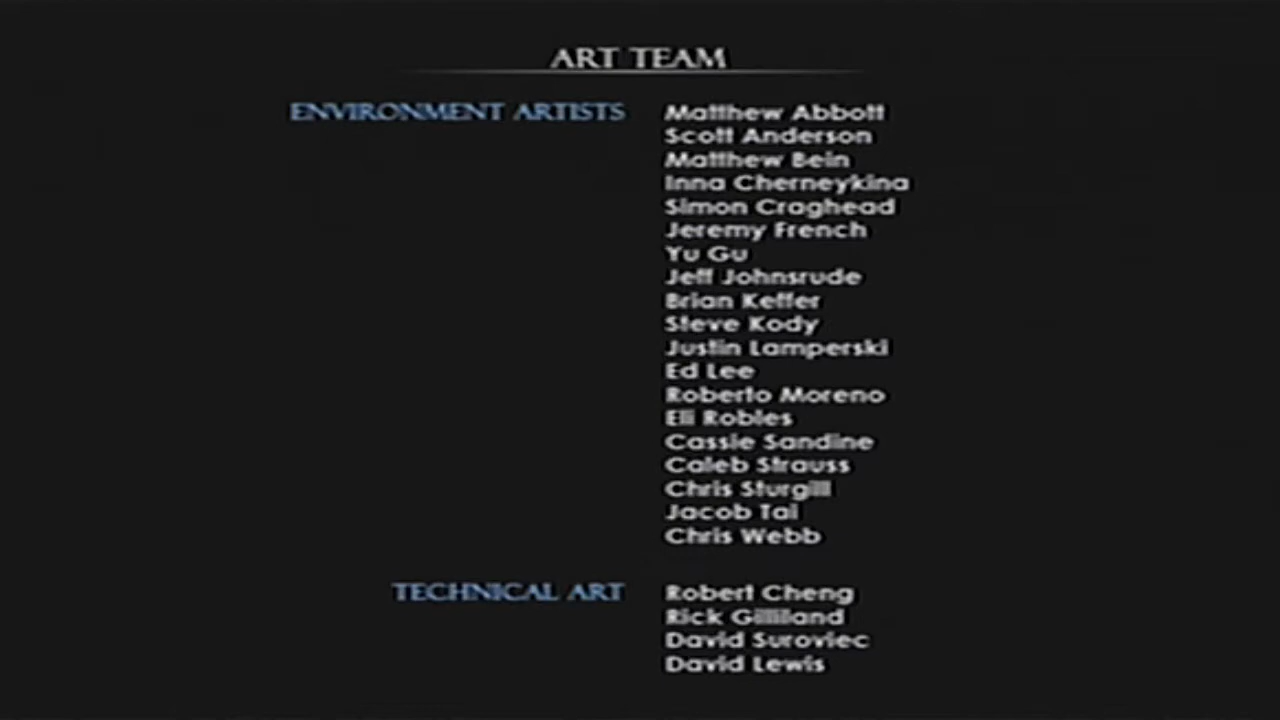 ART TEAM
ENVIRONMENT ARTISTS Matthew Abbott
Scott Anderson
Matthew Bein
Inna Cherneykina
Simon Craghead
Jeremy French
Yu Gu
Jeff Johnsrude
Brian Keffer
Steve Kody
Justin Lamperski
Ed Lee
Roberto Moreno
Eli Robles
Cassie Sandine
Caleb Strauss
Chris Sturgill
Jacob Tai
Chris Webb
TECHNICAL ART Robert Cheng
Rick Gilliland
David Suroviec
David Lewis